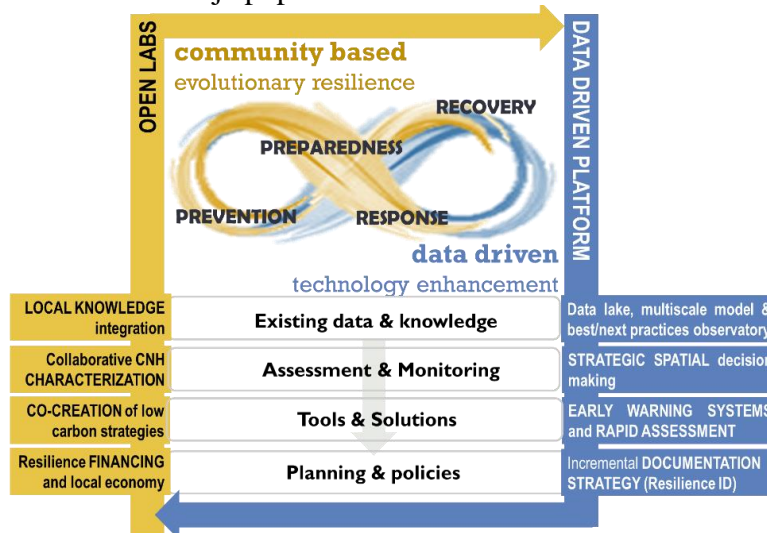 OPEN LABS
community based
evolutionary resilience
DATA DRIVEN PLATFORM
RECOVERY
PREPAREDNESS
PREVENTION
RESPONSE
data driven
technology enhancement
LOCAL KNOWLEDGE
integration
Existing data & knowledge
Data lake, multiscale model &
best/next practices observatory
Collaborative CNH
CHARACTERIZATION
Assessment & Monitoring
STRATEGIC SPATIAL decision
making
CO-CREATION of low
carbon strategies
Tools & Solutions
EARLY WARNING SYSTEMS
and RAPID ASSESSMENT
Resilience FINANCING
and local economy
Planning & policies
Incremental DOCUMENTATION
STRATEGY (Resilience ID)